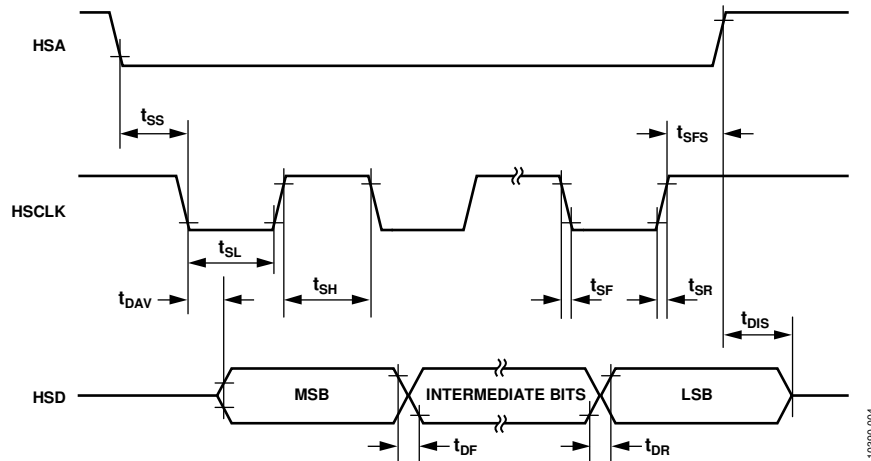 HSA
tSS
tSFS
HSCLK
tSL
tSH
tSF
tSR
tDAV
tDIS
HSD
MSB
INTERMEDIATE BITS
LSB
tDF
tDR